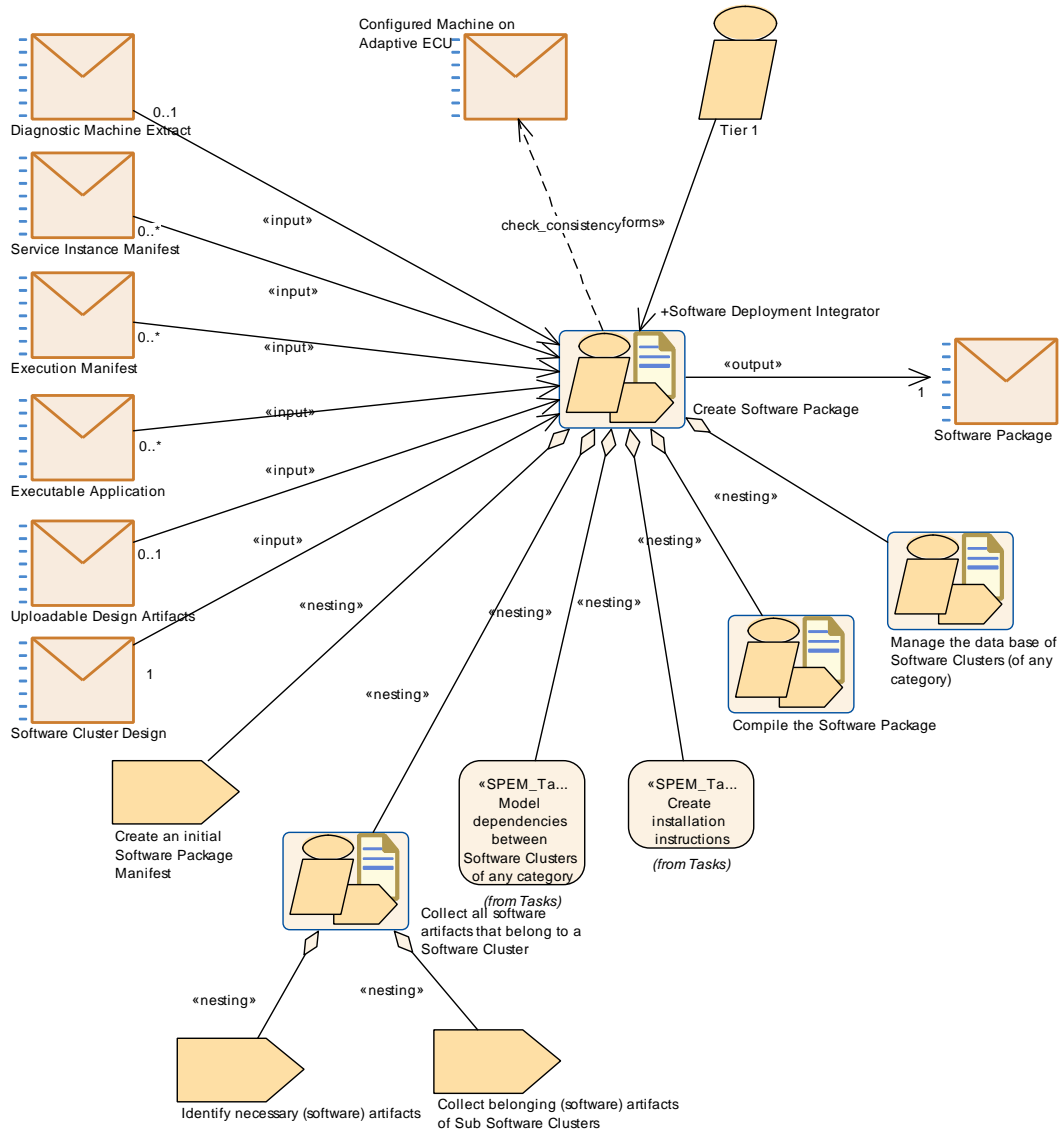 Configured Machine on
Adaptive ECU
Tier 1
0..1
Diagnostic Machine Extract
«input»
0..*
Service Instance Manifest
«input»
check_consistency
forms»
+Software Deployment Integrator
0..*
Execution Manifest
«input»
«output»
1
Create Software Package
Software Package
0..*
Executable Application
«input»
«input»
0..1
Uploadable Design Artifacts
«input»
1
Software Cluster Design
«nesting»
«nesting»
«nesting»
«nesting»
«nesting»
«nesting»
Manage the data base of
Software Clusters (of any
category)
Compile the Software Package
Create an initial
Software Package
Manifest
«SPEM_Ta...
Model
dependencies
between
Software Clusters
of any category
(from Tasks)
«SPEM_Ta...
Create
installation
instructions
(from Tasks)
Collect all software
artifacts that belong to a
Software Cluster
«nesting»
«nesting»
Identify necessary (software) artifacts
Collect belonging (software) artifacts
of Sub Software Clusters